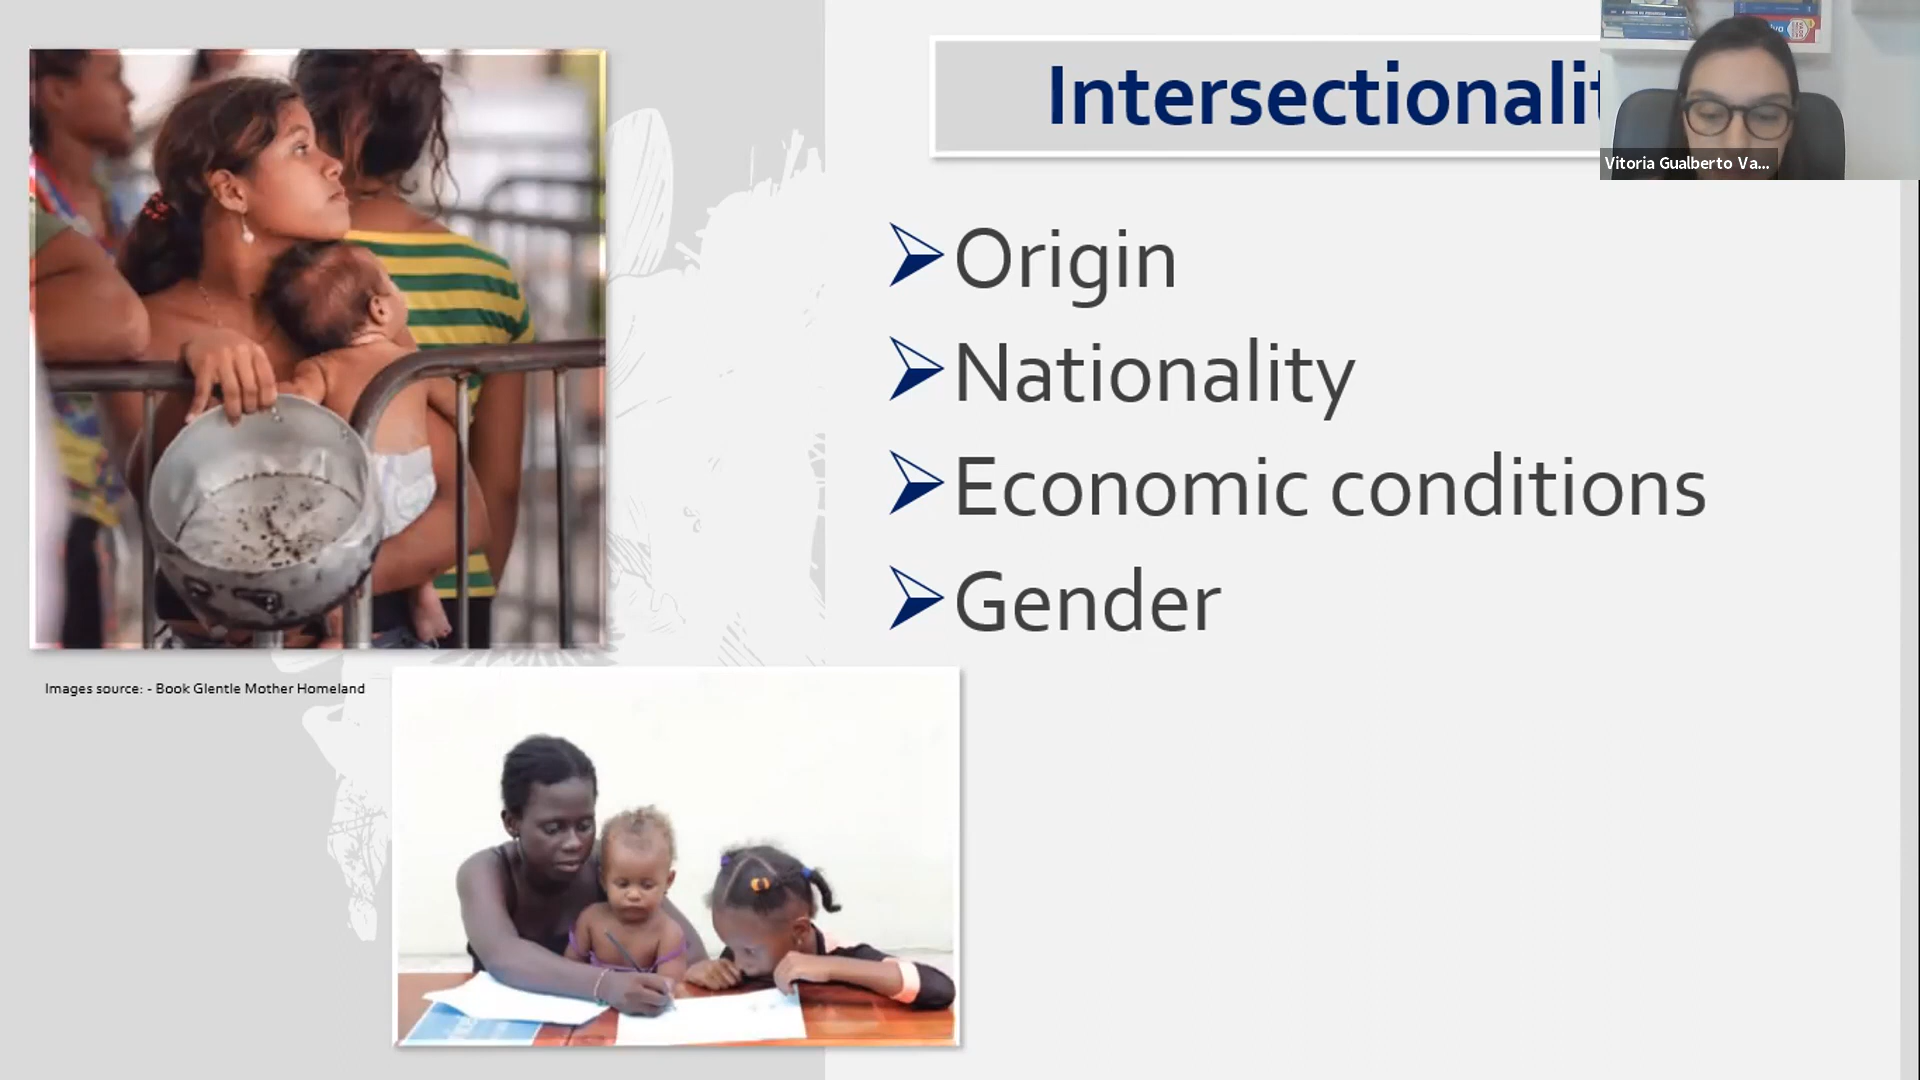 Intersectionalit
Vitoria Gualberto Va...
Origin
Nationality
Economic conditions
Gender
Images source: - Book Glentle Mother Homeland